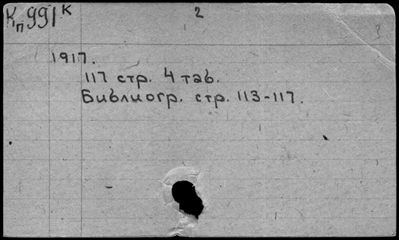 Кп991к 2
1917.
117 стр. 4 таб.
Библиогр. стр. 113-117.